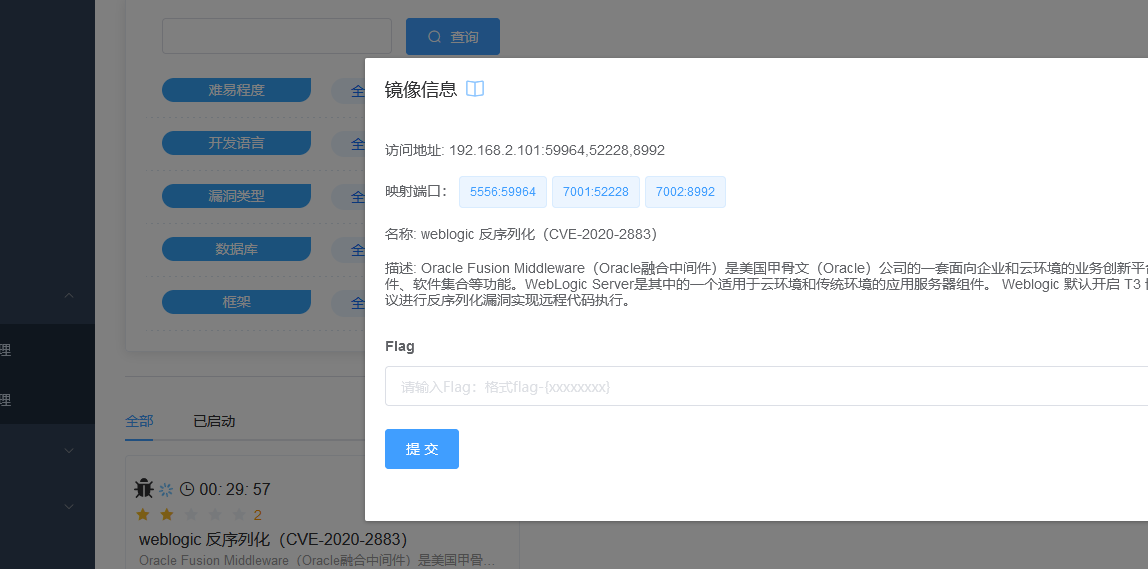 查询
镜像信息
难易程度
全
访问地址: 192.168.2.101:59964,52228,8992
开发语言
全
映射端口: 5556:59964 7001:52228 7002:8992
漏洞类型
全
名称: weblogic 反序列化（CVE-2020-2883）
数据库
全
描述: Oracle Fusion Middleware（Oracle融合中间件）是美国甲骨文（Oracle）公司的一套面向企业和云环境的业务创新平
件、软件集合等功能。WebLogic Server是其中的一个适用于云环境和传统环境的应用服务器组件。 Weblogic 默认开启 T3
议进行反序列化漏洞实现远程代码执行。
框架
全
理
Flag
请输入Flag：格式flag-{xxxxxxxx}
理
全部 已启动
提 交
00: 29: 57
2
weblogic 反序列化（CVE-2020-2883）
Oracle Fusion Middleware（Oracle融合中间件）是美国甲骨...